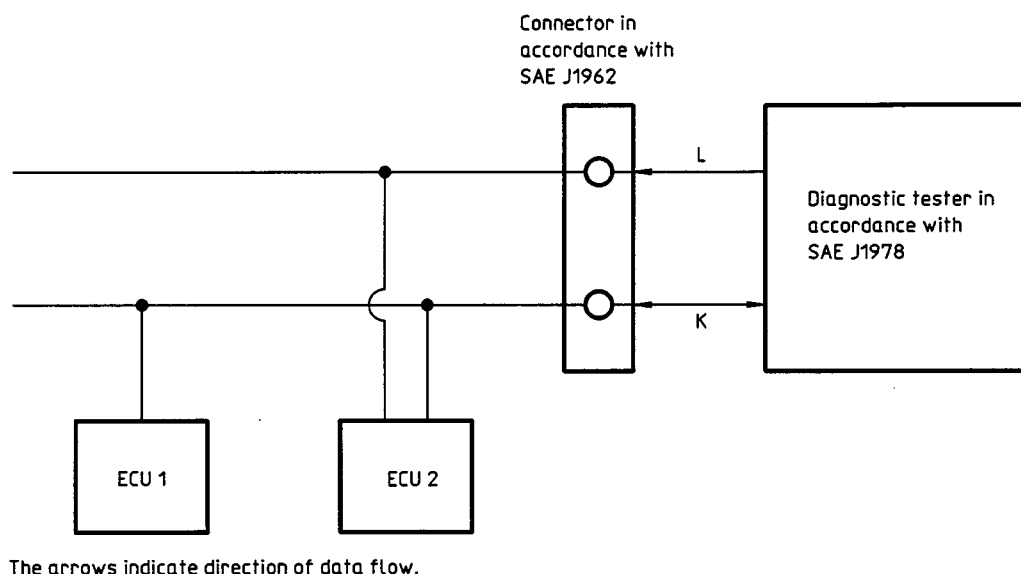 Connector in
accordance with
SAE J1962
L
Diagnostic tester in
accordance with
SAE J1978
K
ECU 1
ECU 2
The arrows indicate direction of data flow.